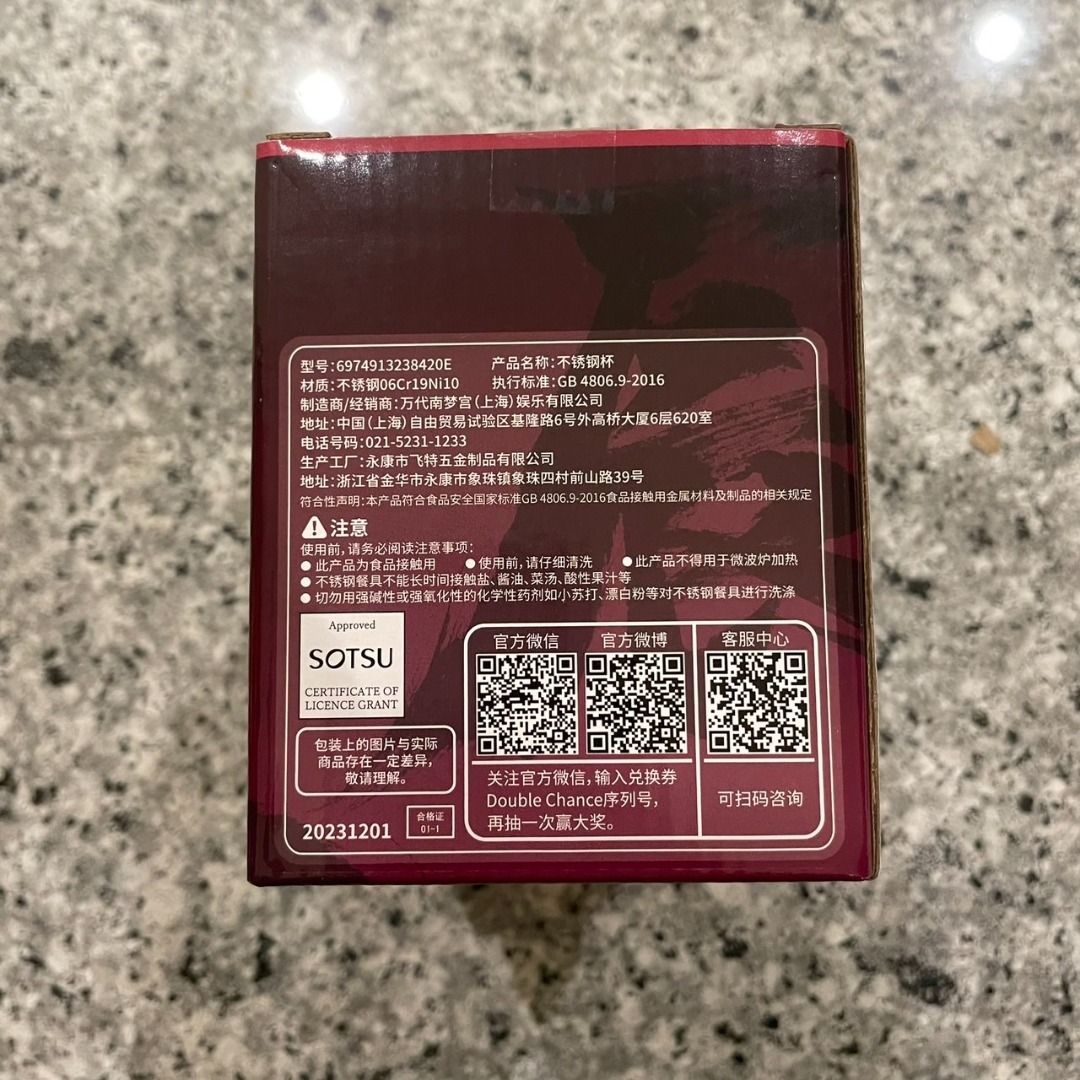 型号:6974913238420E 产品名称:不锈钢杯
材质:不锈钢06Cr19Ni10 执行标准:GB 4806.9-2016
制造商/经销商:万代南梦宫(上海)娱乐有限公司
地址:中国(上海)自由贸易试验区基隆路6号外高桥大厦6层620室
电话号码:021-5231-1233
生产工厂:永康市飞特五金制品有限公司
地址:浙江省金华市永康市象珠镇象珠四村前山路39号
符合性声明:本产品符合食品安全国家标准GB 4806.9-2016食品接触用金属材料及制品的相关规定
注意
使用前,请务必阅读注意事项:
●此产品为食品接触用 ●使用前,请仔细清洗 ●此产品不得用于微波炉加热
●不锈钢餐具不能长时间接触盐、酱油、菜汤、酸性果汁等
●切勿用强碱性或强氧化性的化学性药剂如小苏打、漂白粉等对不锈钢餐具进行洗涤
Approved
SOTSU
CERTIFICATE OF
LICENCE GRANT
包装上的图片与实际
商品存在一定差异,
敬请理解。
20231201
合格证
01-1
官方微信 官方微博 客服中心
关注官方微信,输入兑换券
Double Chance序列号,
再抽一次赢大奖。
可扫码咨询